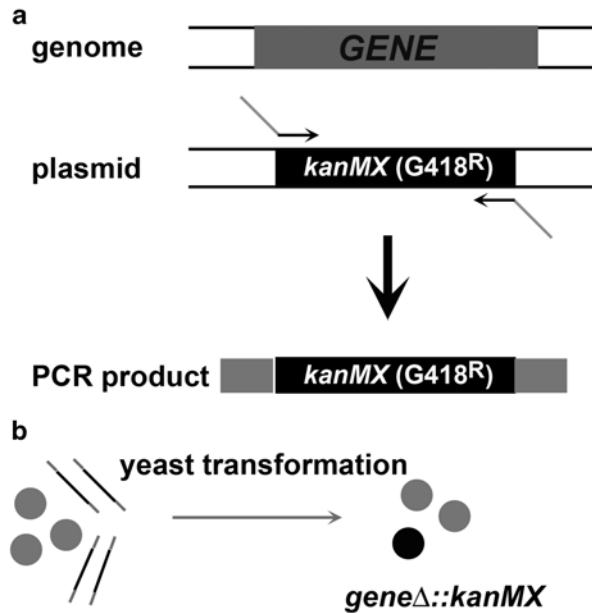 a
genome
GENE
plasmid
kanMX (G418R)
PCR product
kanMX (G418R)
b
yeast transformation
geneΔ::kanMX